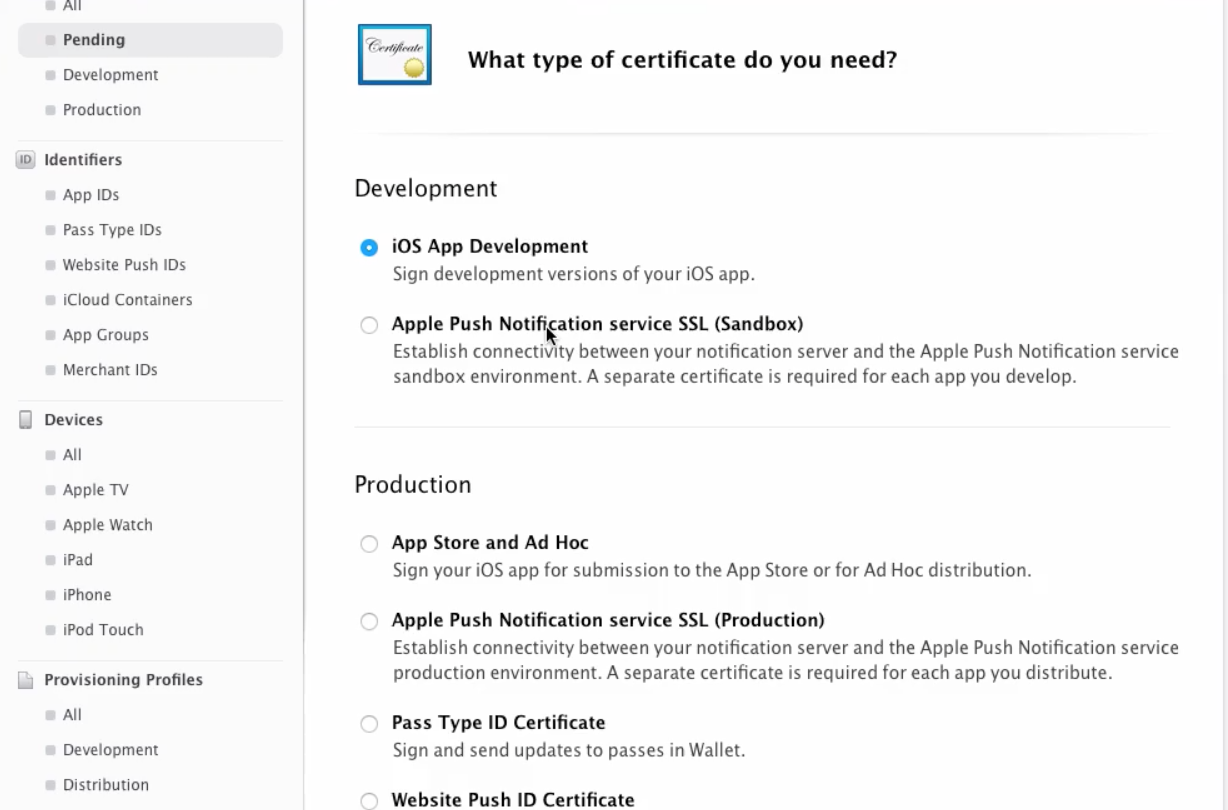 All
Pending
Development
Production
ID Identifiers
App IDs
Pass Type IDs
Website Push IDs
iCloud Containers
App Groups
Merchant IDs
Devices
All
Apple TV
Apple Watch
iPad
iPhone
iPod Touch
Provisioning Profiles
All
Development
Distribution
Certificate
What type of certificate do you need?
Development
iOS App Development
Sign development versions of your iOS app.
Apple Push Notification service SSL (Sandbox)
Establish connectivity between your notification server and the Apple Push Notification service
sandbox environment. A separate certificate is required for each app you develop.
Production
App Store and Ad Hoc
Sign your iOS app for submission to the App Store or for Ad Hoc distribution.
Apple Push Notification service SSL (Production)
Establish connectivity between your notification server and the Apple Push Notification service
production environment. A separate certificate is required for each app you distribute.
Pass Type ID Certificate
Sign and send updates to passes in Wallet.
Website Push ID Certificate